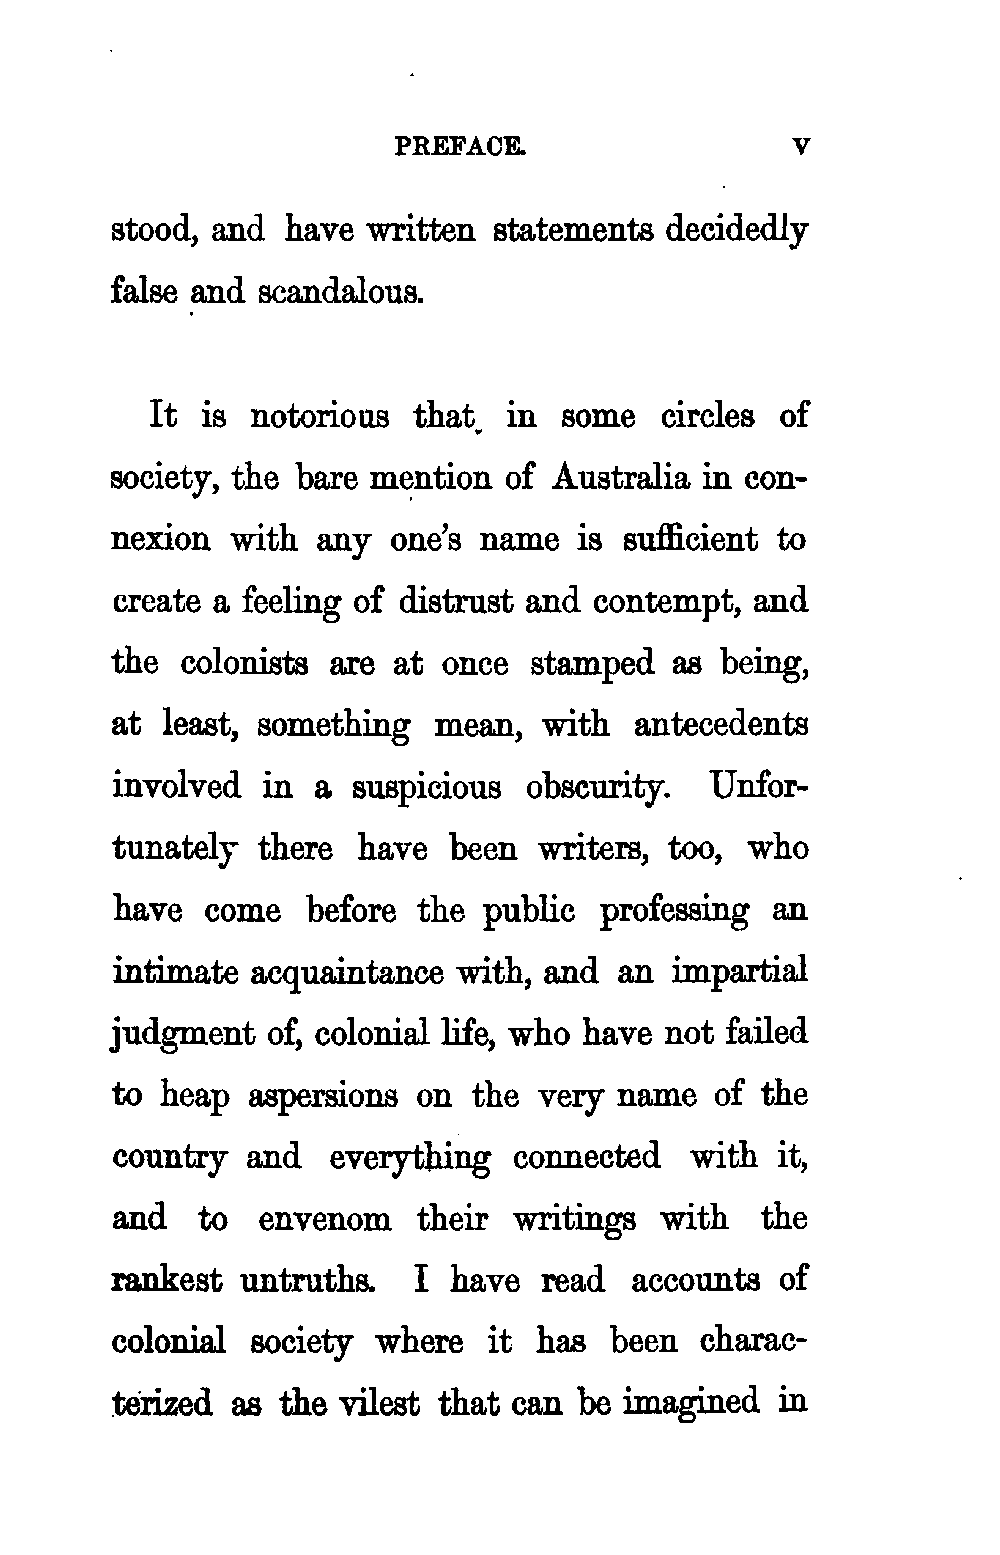 PREFACE. V
stood, and have written statements decidedly
false and scandalous.
It is notorious that in some circles of
society, the bare mention of Australia in con-
nexion with any one's name is sufficient to
create a feeling of distrust and contempt, and
the colonists are at once stamped as being,
at least, something mean, with antecedents
involved in a suspicious obscurity. Unfor-
tunately there have been writers, too, who
have come before the public professing an
intimate acquaintance with, and an impartial
judgment of, colonial life, who have not failed
to heap aspersions on the very name of the
country and everything connected with it,
and to envenom their writings with the
rankest untruths. I have read accounts of
colonial society where it has been charac-
terized as the vilest that can be imagined in